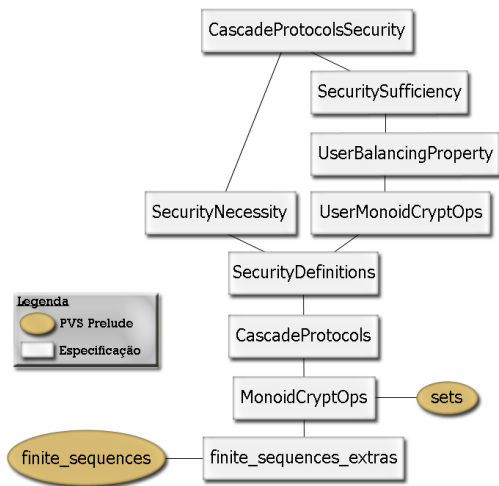 CascadeProtocolsSecurity
SecuritySufficiency
UserBalancingProperty
SecurityNecessity
UserMonoidCryptOps
SecurityDefinitions
Legenda
PVS Prelude
Especificação
CascadeProtocols
MonoidCryptOps
sets
finite_sequences
finite_sequences_extras